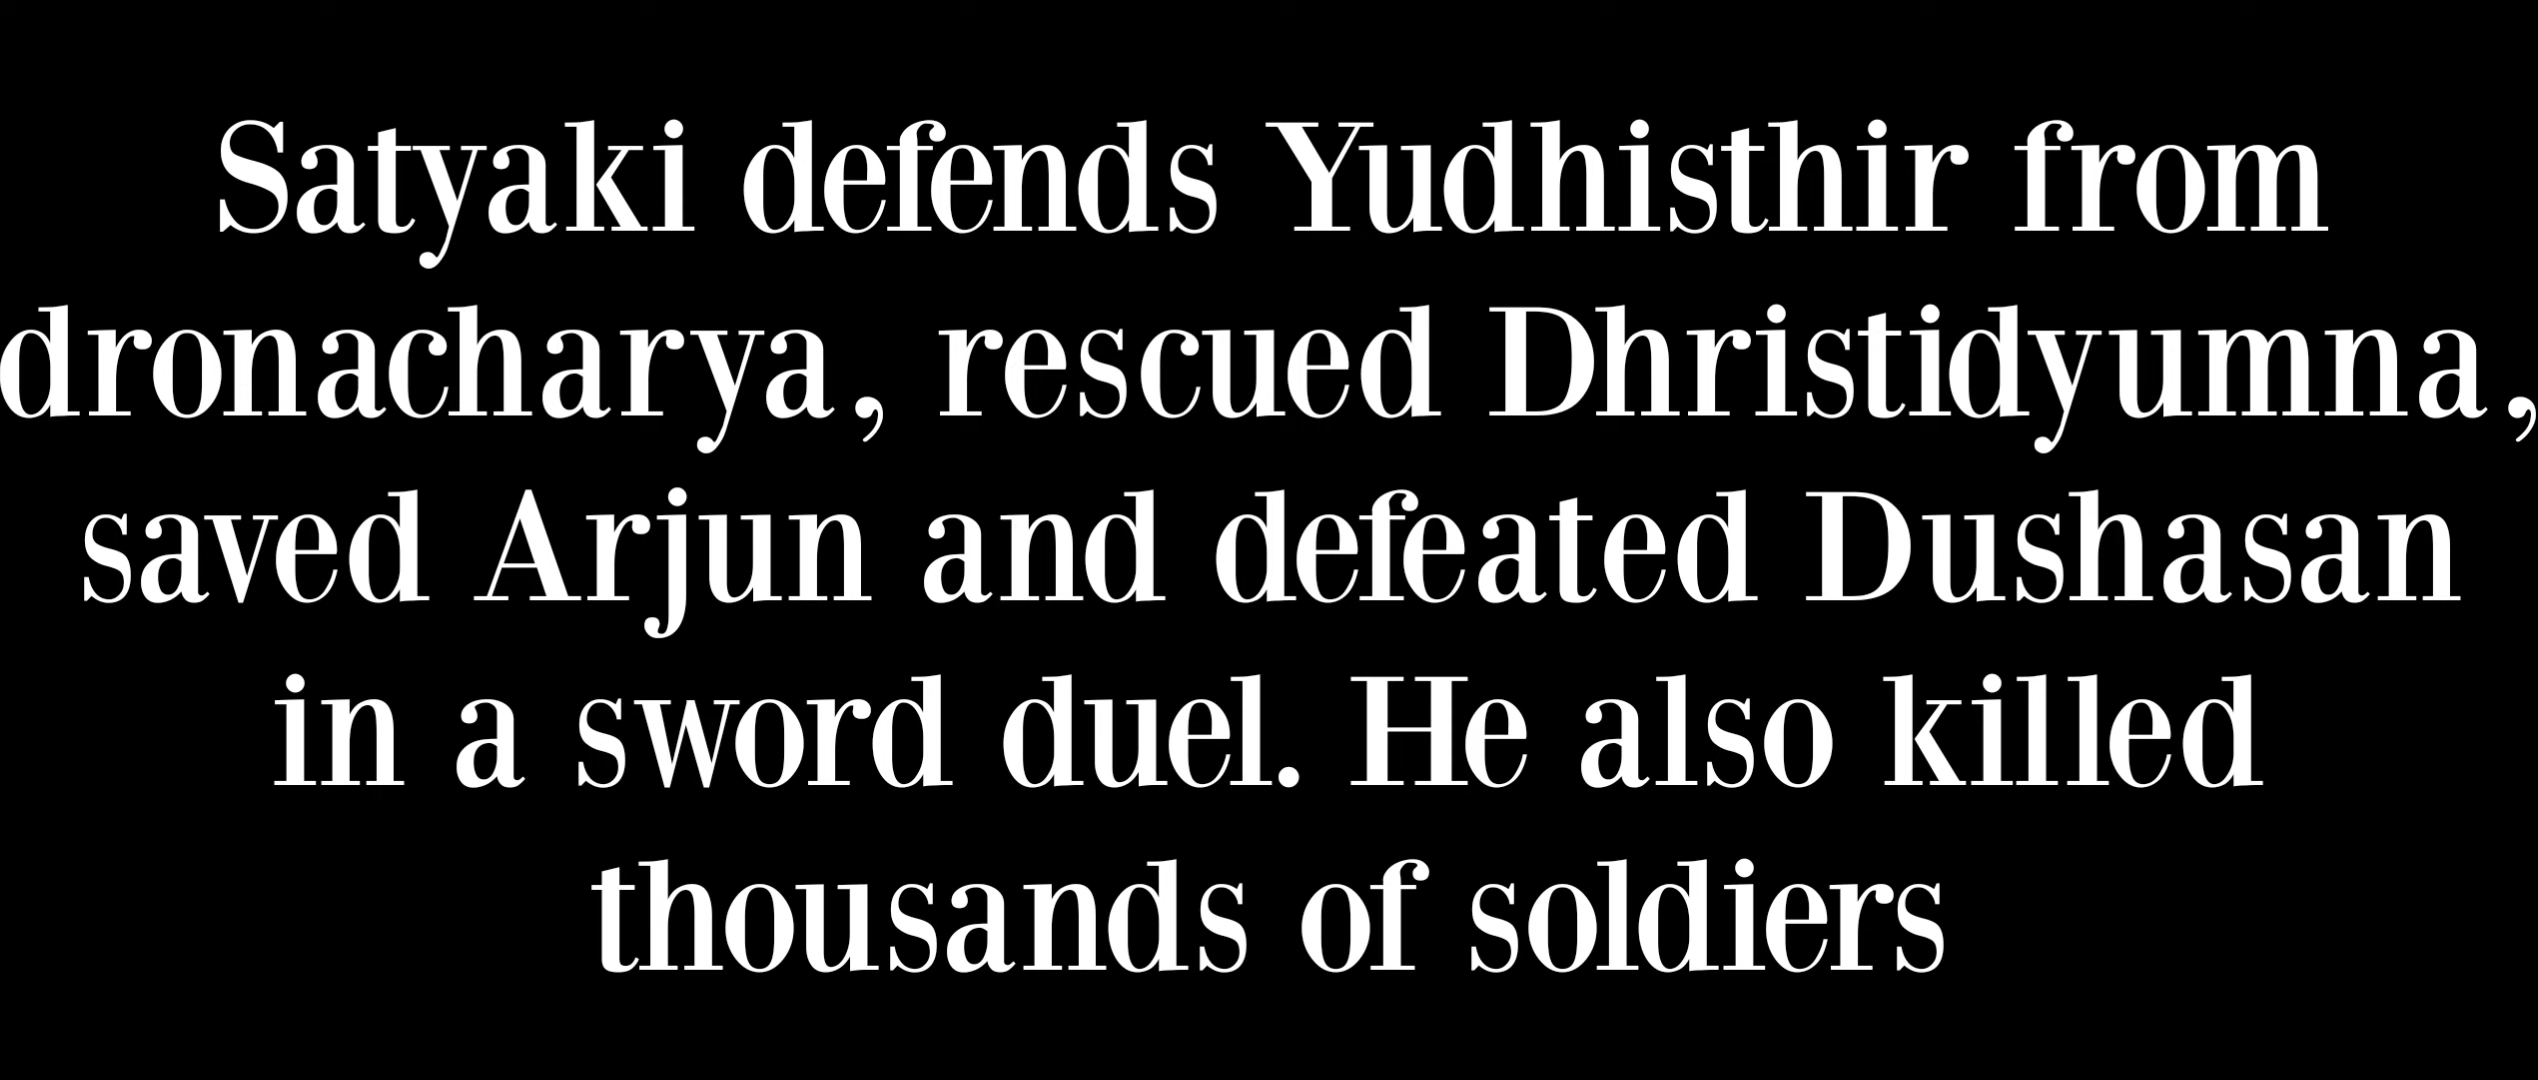 Satyaki defends Yudhisthir from
dronacharya, rescued Dhristidyumna,
saved Arjun and defeated Dushasan
in a sword duel. He also killed
thousands of soldiers